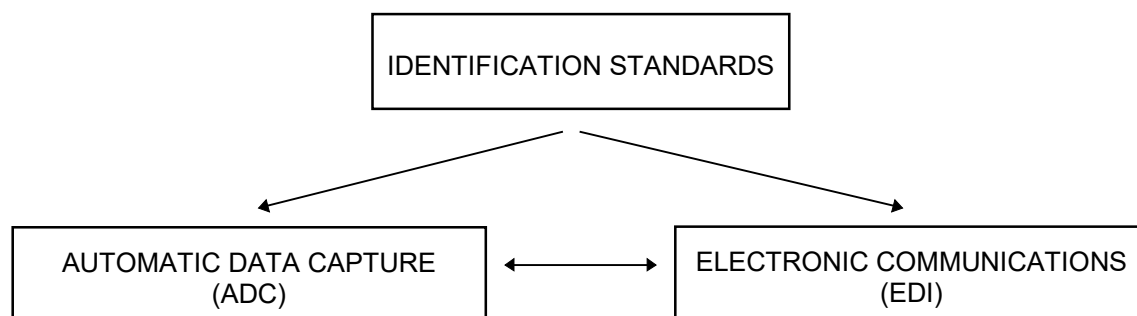 IDENTIFICATION STANDARDS
AUTOMATIC DATA CAPTURE
(ADC)
ELECTRONIC COMMUNICATIONS
(EDI)